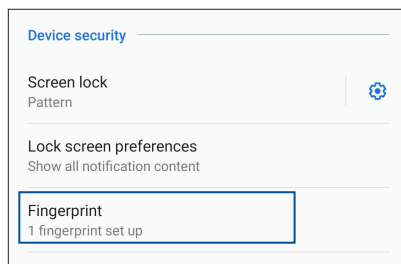 Device security
Screen lock
Pattern
Lock screen preferences
Show all notification content
Fingerprint
1 fingerprint set up